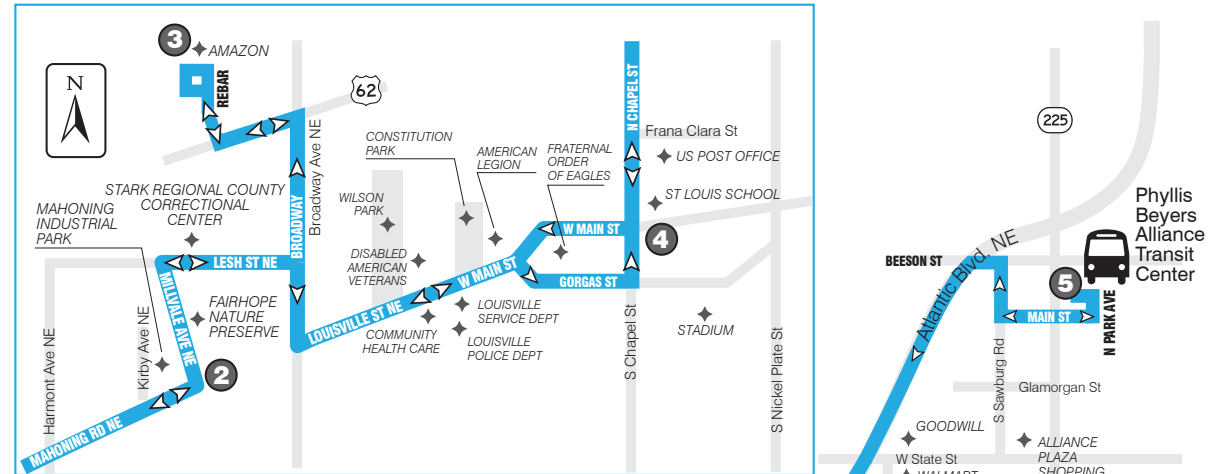 3
AMAZON
REBAR
N
62
Broadway Ave NE
BROADWAY
STARK REGIONAL COUNTY
CORRECTIONAL
CENTER
MAHONING
INDUSTRIAL
PARK
LESH ST NE
MILLVALE AVE NE
FAIRHOPE
NATURE
PRESERVE
Harmont Ave NE
Kirby Ave NE
2
MAHONING RD NE
CONSTITUTION
PARK
WILSON
PARK
DISABLED
AMERICAN
VETERANS
AMERICAN
LEGION
FRATERNAL
ORDER
OF EAGLES
LOUISVILLE ST NE
W MAIN ST
COMMUNITY
HEALTH CARE
LOUISVILLE
SERVICE DEPT
LOUISVILLE
POLICE DEPT
W MAIN ST
GORGAS ST
N CHAPEL ST
Frana Clara St
US POST OFFICE
ST LOUIS SCHOOL
4
STADIUM
S Chapel St
S Nickel Plate St
225
Phyllis
Beyers
Alliance
Transit
Center
BEESON ST
Atlantic Blvd. NE
5
MAIN ST
N PARK AVE
S Sawburg Rd
Glamorgan St
GOODWILL
W State St
WALMART
ALLIANCE
PLAZA
SHOPPING